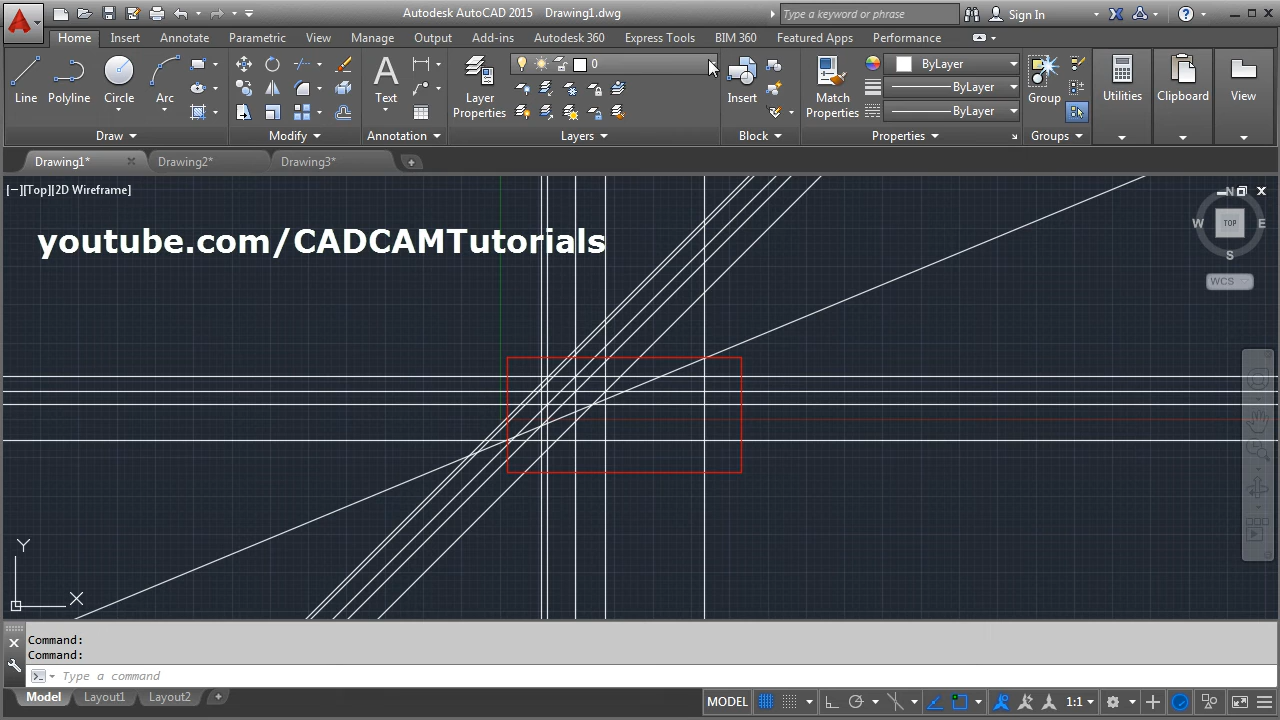 Autodesk AutoCAD 2015 Drawing1.dwg
Type a keyword or phrase
Sign In
Home Insert Annotate Parametric View Manage Output Add-ins Autodesk 360 Express Tools BIM 360 Featured Apps Performance
0
ByLayer
ByLayer
ByLayer
Line Polyline Circle Arc
Text
Layer Properties
Insert
Match Properties
Group
Utilities Clipboard View
Draw Modify Annotation Layers Block Properties Groups
Drawing1* Drawing2* Drawing3*
[−][Top][2D Wireframe]
youtube.com/CADCAMTutorials
N
W TOP E
S
WCS
Y
X
Command:
Command:
Type a command
Model Layout1 Layout2
MODEL 1:1